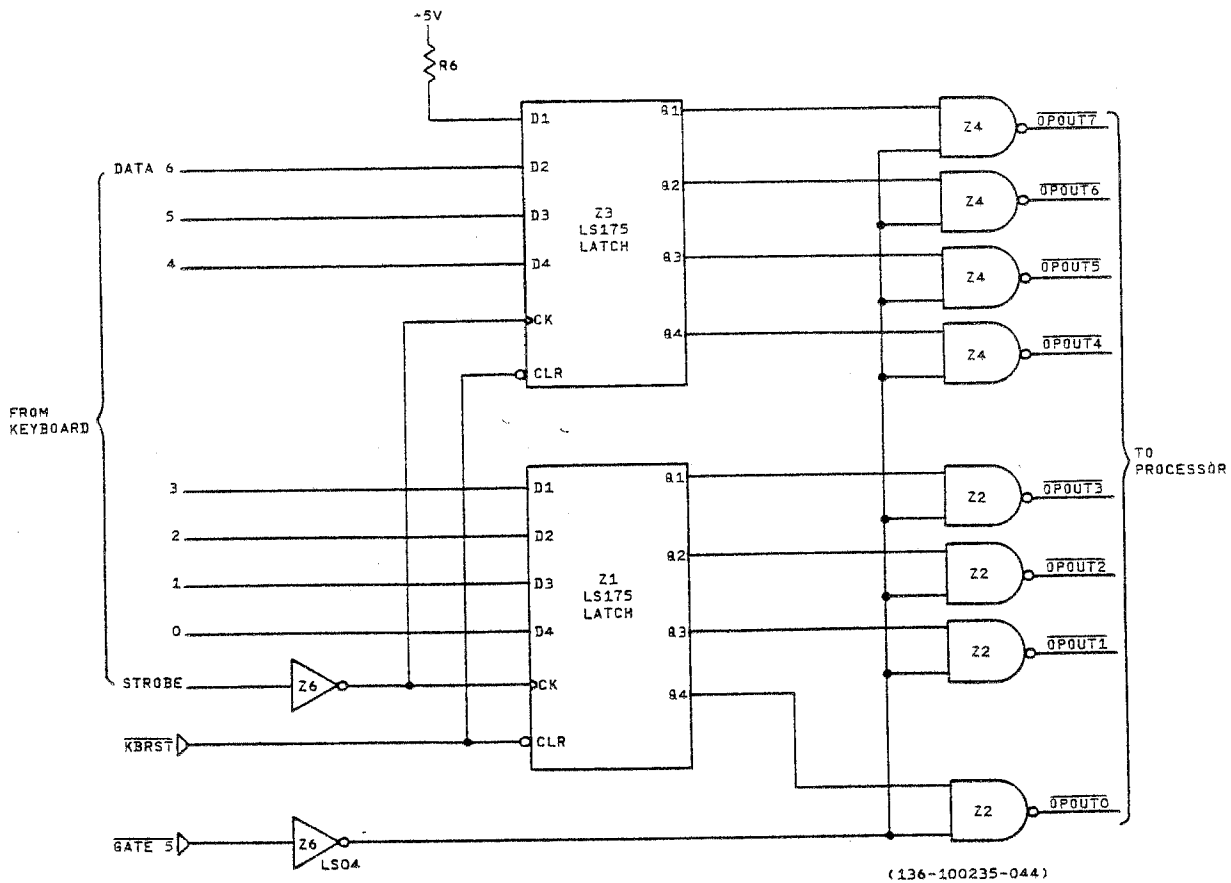 +5V
R6
DATA 6
5
4
D1
D2
D3
D4
CK
CLR
Z3
LS175
LATCH
Q1
Q2
Q3
Q4
Z4
Z4
Z4
Z4
OPOUT7
OPOUT6
OPOUT5
OPOUT4
FROM
KEYBOARD
TO
PROCESSOR
3
2
1
0
STROBE
Z6
KBRST
D1
D2
D3
D4
CK
CLR
Z1
LS175
LATCH
Q1
Q2
Q3
Q4
Z2
Z2
Z2
Z2
OPOUT3
OPOUT2
OPOUT1
OPOUT0
GATE 5
Z6
LS04
(136-100235-044)